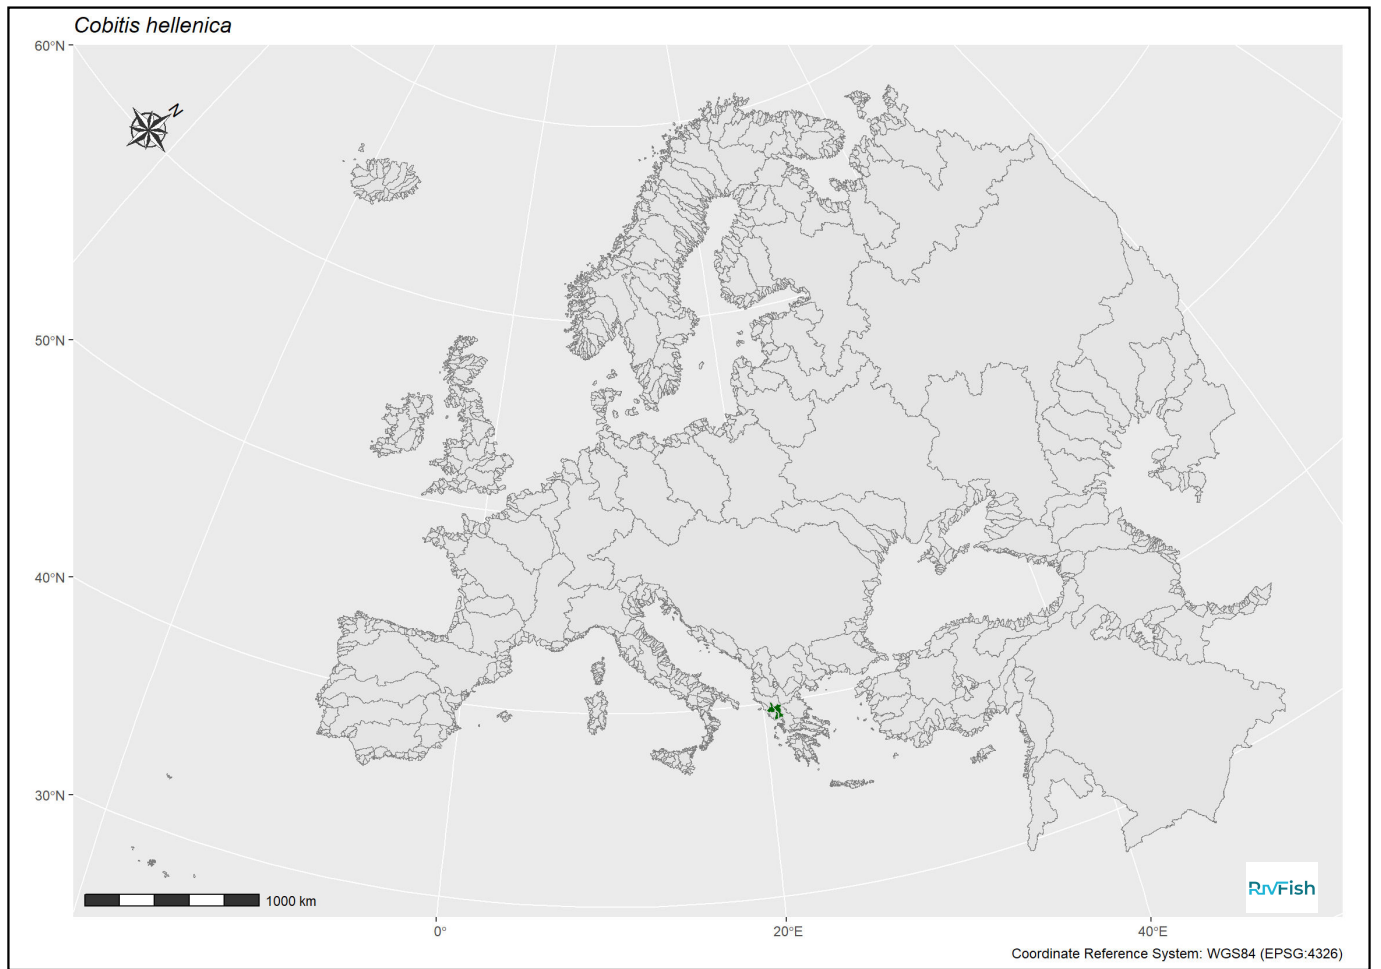 Cobitis hellenica
60°N
N
50°N
40°N
30°N
1000 km
RivFish
0°
20°E
40°E
Coordinate Reference System: WGS84 (EPSG:4326)